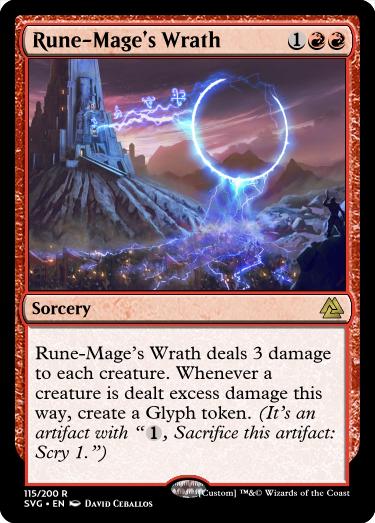 Rune-Mage's Wrath 1
Sorcery
Rune-Mage's Wrath deals 3 damage
to each creature. Whenever a
creature is dealt excess damage this
way, create a Glyph token. (It's an
artifact with "1, Sacrifice this artifact:
Scry 1.")
115/200 R
SVG • EN David Ceballos
[Custom] ™&© Wizards of the Coast